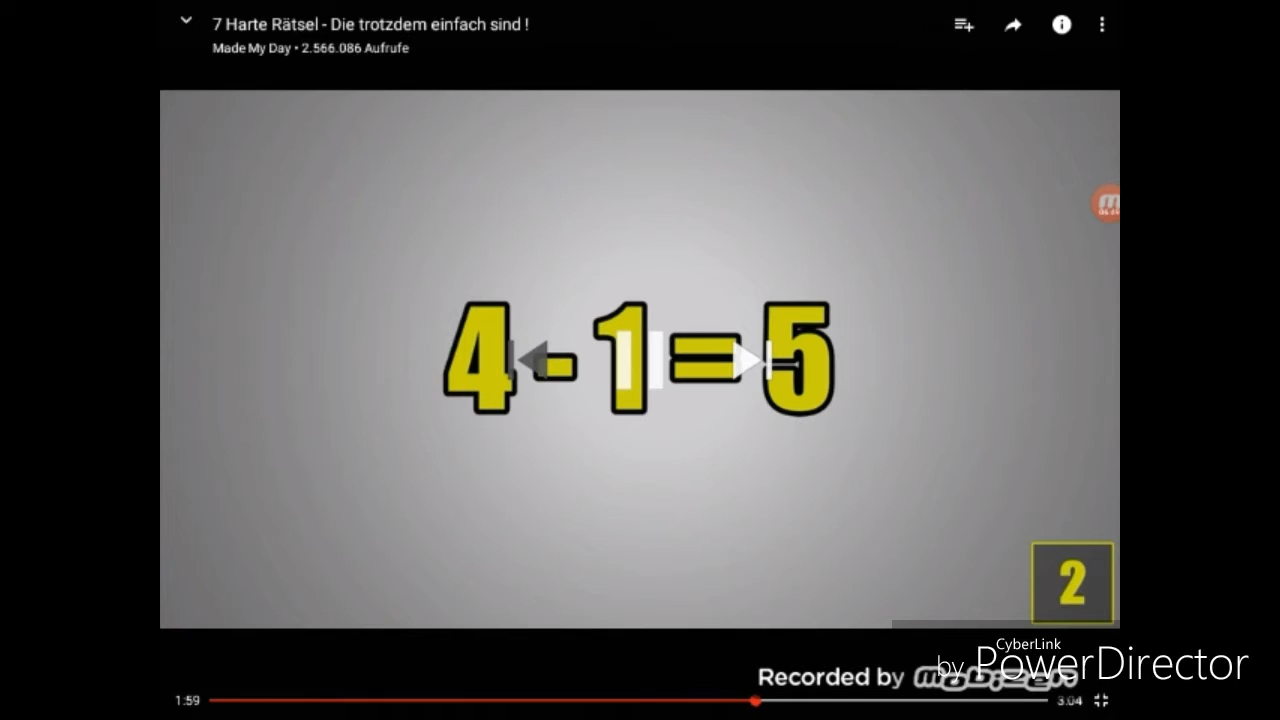 7 Harte Rätsel - Die trotzdem einfach sind !
Made My Day • 2.566.086 Aufrufe
4-1=5
2
CyberLink
by PowerDirector
Recorded by mobizen
1:59
3:04